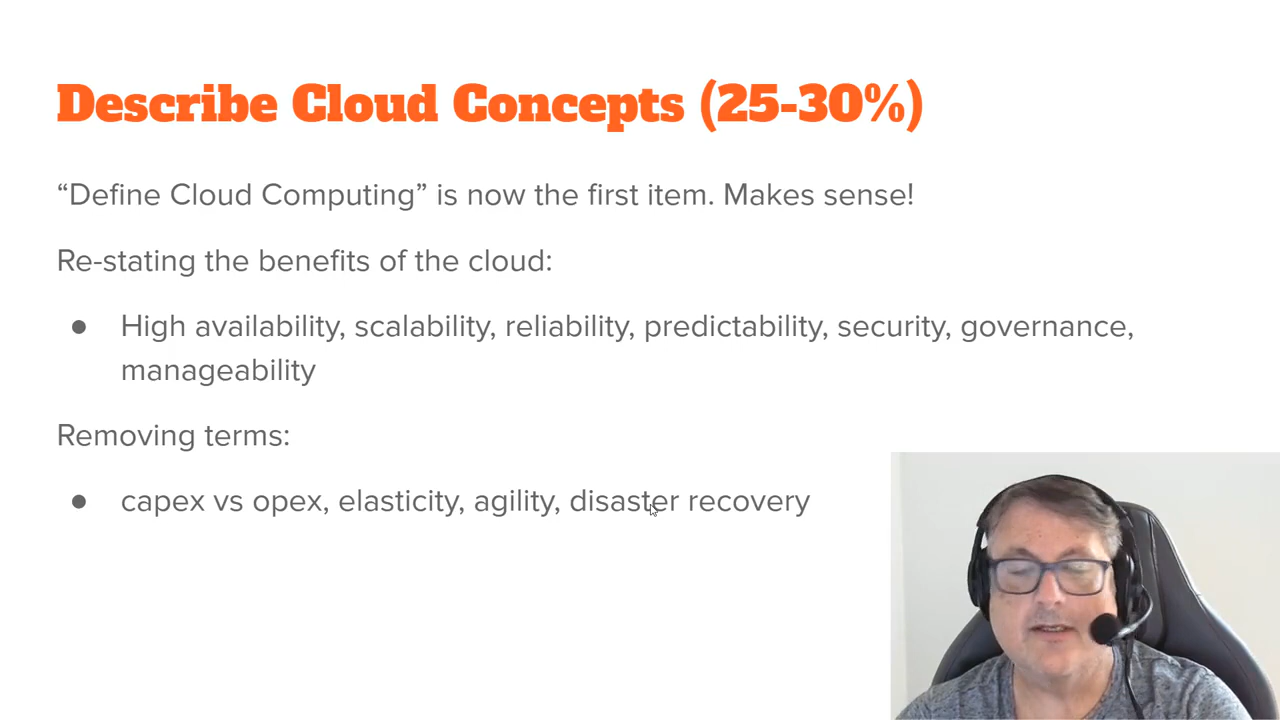 Describe Cloud Concepts (25-30%)
“Define Cloud Computing” is now the first item. Makes sense!
Re-stating the benefits of the cloud:
● High availability, scalability, reliability, predictability, security, governance,
manageability
Removing terms:
● capex vs opex, elasticity, agility, disaster recovery